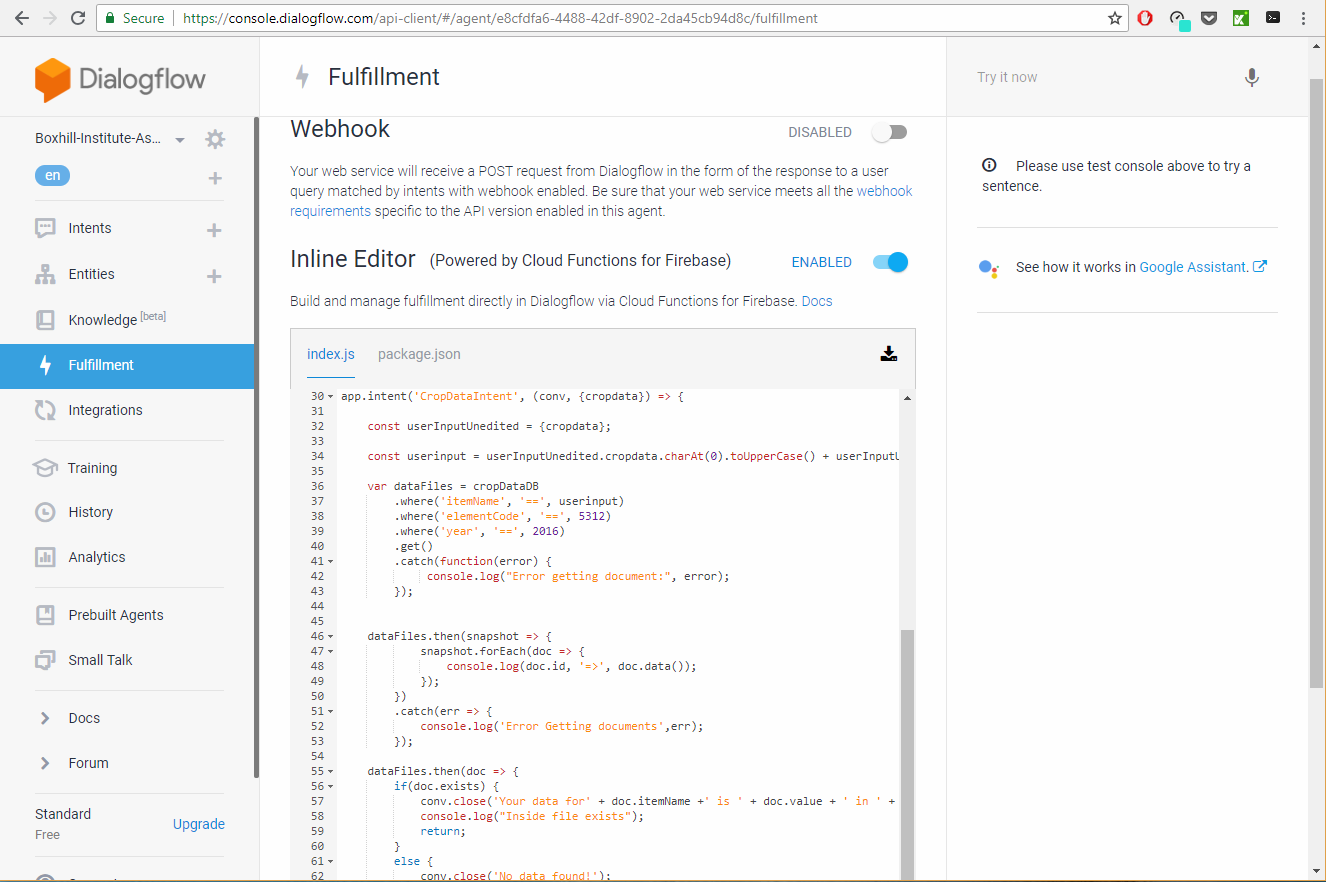 Secure
https://console.dialogflow.com/api-client/#/agent/e8cfdfa6-4488-42df-8902-2da45cb94d8c/fulfillment
Dialogflow
Boxhill-Institute-As...
en
Intents
Entities
Knowledge [beta]
Fulfillment
Integrations
Training
History
Analytics
Prebuilt Agents
Small Talk
Docs
Forum
Standard
Free
Upgrade
Fulfillment
Webhook
DISABLED
Your web service will receive a POST request from Dialogflow in the form of the response to a user
query matched by intents with webhook enabled. Be sure that your web service meets all the webhook
requirements specific to the API version enabled in this agent.
Inline Editor (Powered by Cloud Functions for Firebase)
ENABLED
Build and manage fulfillment directly in Dialogflow via Cloud Functions for Firebase. Docs
index.js package.json
30 app.intent('CropDataIntent', (conv, {cropdata}) => {
31
32 const userInputUnedited = {cropdata};
33
34 const userinput = userInputUnedited.cropdata.charAt(0).toUpperCase() + userInputU
35
36 var dataFiles = cropDataDB
37 .where('itemName', '==', userinput)
38 .where('elementCode', '==', 5312)
39 .where('year', '==', 2016)
40 .get()
41 .catch(function(error) {
42 console.log("Error getting document:", error);
43 });
44
45
46 dataFiles.then(snapshot => {
47 snapshot.forEach(doc => {
48 console.log(doc.id, '=>', doc.data());
49 });
50 })
51 .catch(err => {
52 console.log('Error Getting documents',err);
53 });
54
55 dataFiles.then(doc => {
56 if(doc.exists) {
57 conv.close('Your data for' + doc.itemName +' is ' + doc.value + ' in ' +
58 console.log("Inside file exists");
59 return;
60 }
61 else {
62 conv.close('No data found!');
Try it now
Please use test console above to try a
sentence.
See how it works in Google Assistant.